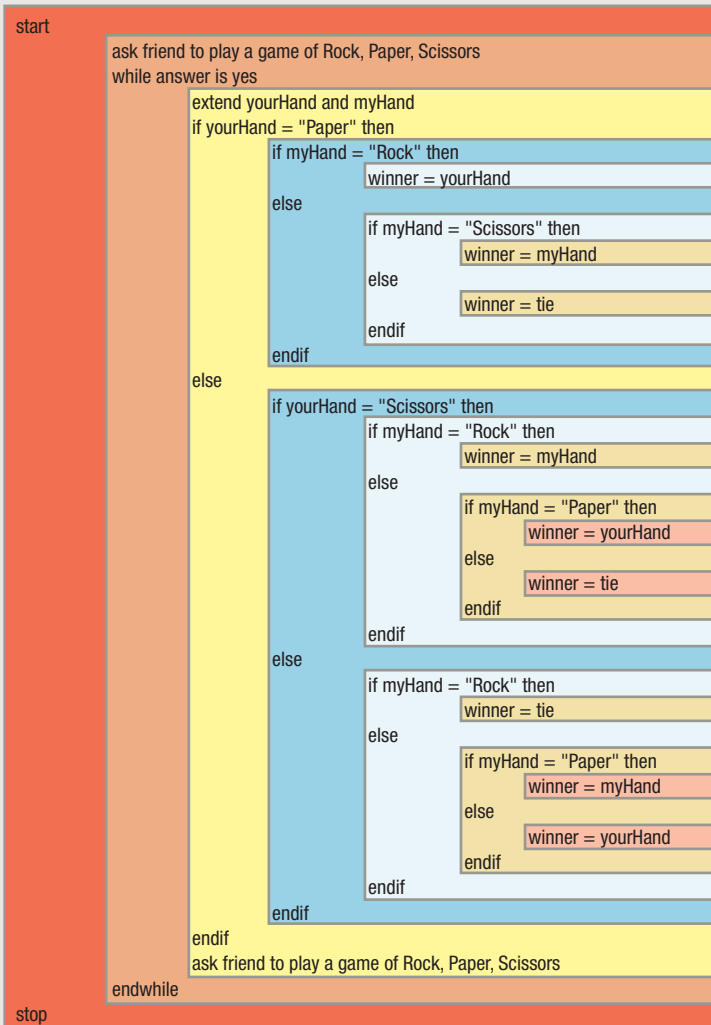 start
ask friend to play a game of Rock, Paper, Scissors
while answer is yes
extend yourHand and myHand
if yourHand = "Paper" then
if myHand = "Rock" then
winner = yourHand
else
if myHand = "Scissors" then
winner = myHand
else
winner = tie
endif
endif
else
if yourHand = "Scissors" then
if myHand = "Rock" then
winner = myHand
else
if myHand = "Paper" then
winner = yourHand
else
winner = tie
endif
endif
else
if myHand = "Rock" then
winner = tie
else
if myHand = "Paper" then
winner = myHand
else
winner = yourHand
endif
endif
endif
endif
ask friend to play a game of Rock, Paper, Scissors
endwhile
stop